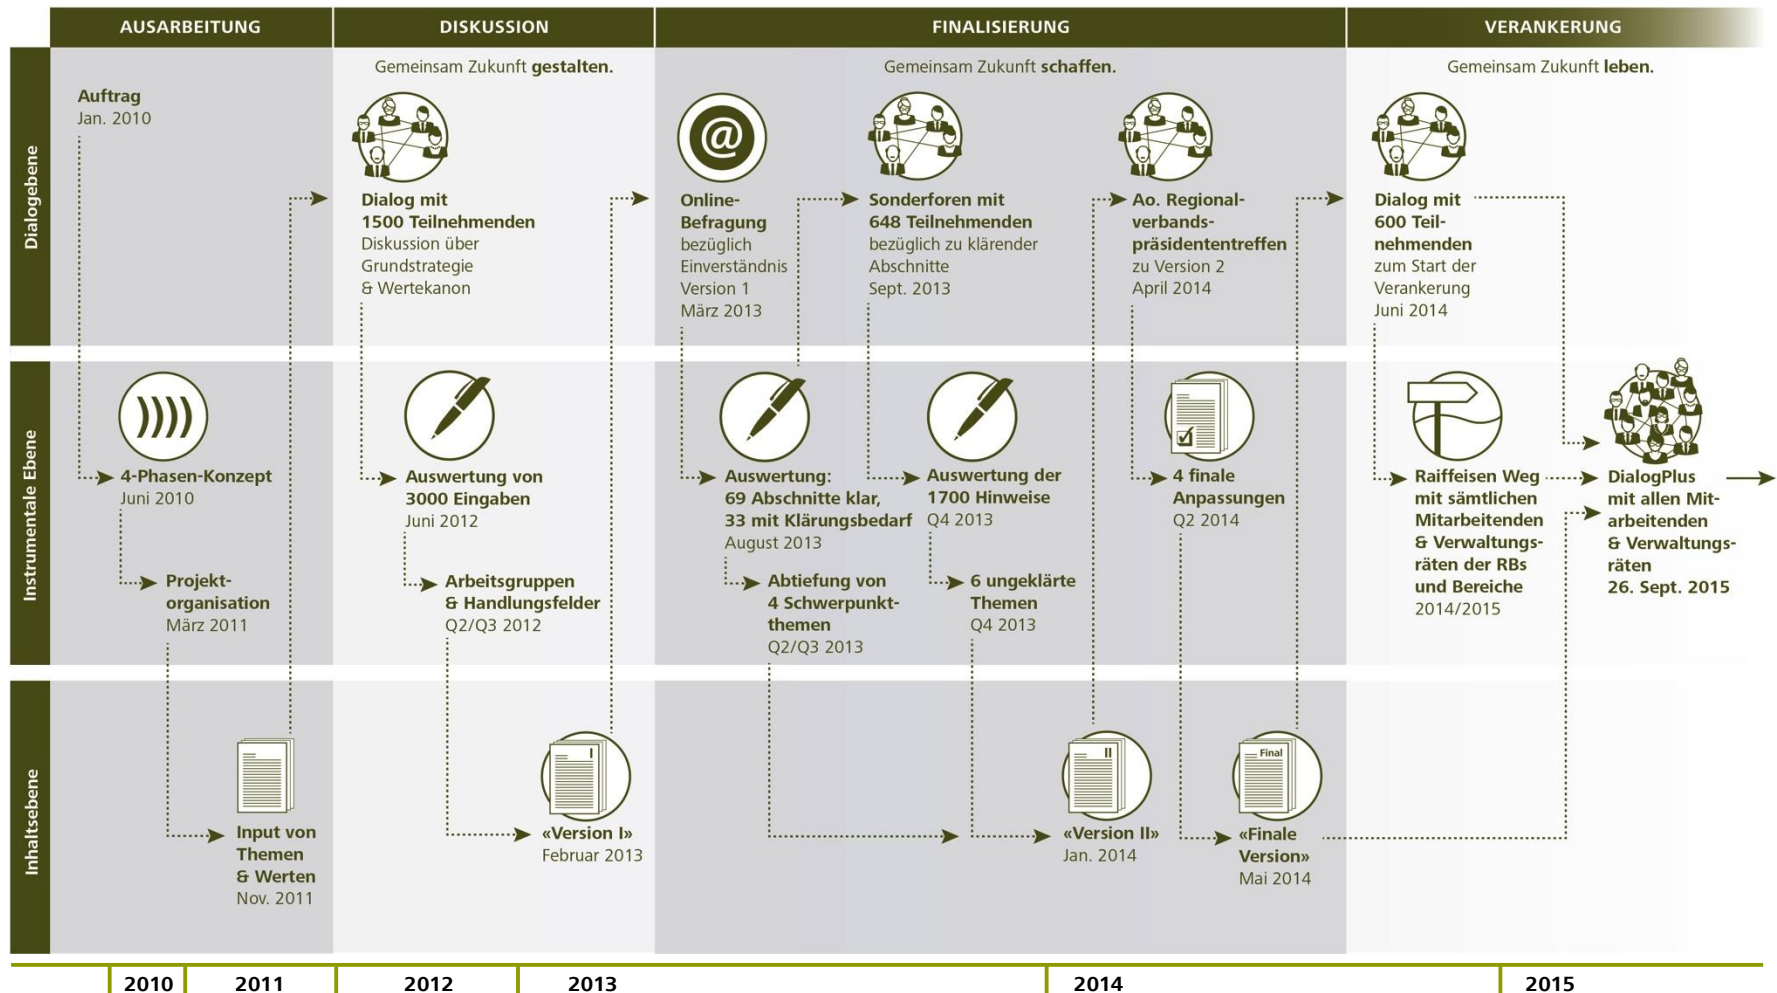 AUSARBEITUNG
DISKUSSION
FINALISIERUNG
VERANKERUNG
Gemeinsam Zukunft gestalten.
Gemeinsam Zukunft schaffen.
Gemeinsam Zukunft leben.
Dialogebene
Auftrag
Jan. 2010
Dialog mit
1500 Teilnehmenden
Diskussion über
Grundstrategie
& Wertekanon
@
Online-
Befragung
bezüglich
Einverständnis
Version 1
März 2013
Sonderforen mit
648 Teilnehmenden
bezüglich zu klärender
Abschnitte
Sept. 2013
Ao. Regional-
verbands-
präsidententreffen
zu Version 2
April 2014
Dialog mit
600 Teil-
nehmenden
zum Start der
Verankerung
Juni 2014
Instrumentale Ebene
4-Phasen-Konzept
Juni 2010
Projekt-
organisation
März 2011
Auswertung von
3000 Eingaben
Juni 2012
Arbeitsgruppen
& Handlungsfelder
Q2/Q3 2012
Auswertung:
69 Abschnitte klar,
33 mit Klärungsbedarf
August 2013
Abtiefung von
4 Schwerpunkt-
themen
Q2/Q3 2013
Auswertung der
1700 Hinweise
Q4 2013
6 ungeklärte
Themen
Q4 2013
4 finale
Anpassungen
Q2 2014
Raiffeisen Weg
mit sämtlichen
Mitarbeitenden
& Verwaltungs-
räten der RBs
und Bereiche
2014/2015
DialogPlus
mit allen Mit-
arbeitenden
& Verwaltungs-
räten
26. Sept. 2015
Inhaltsebene
Input von
Themen
& Werten
Nov. 2011
I
«Version I»
Februar 2013
II
«Version II»
Jan. 2014
Final
«Finale
Version»
Mai 2014
2010
2011
2012
2013
2014
2015